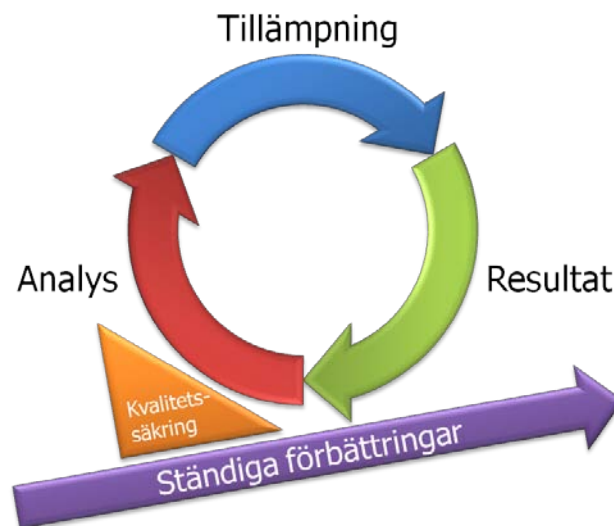 Tillämpning
Analys
Resultat
Kvalitets-
säkring
Ständiga förbättringar